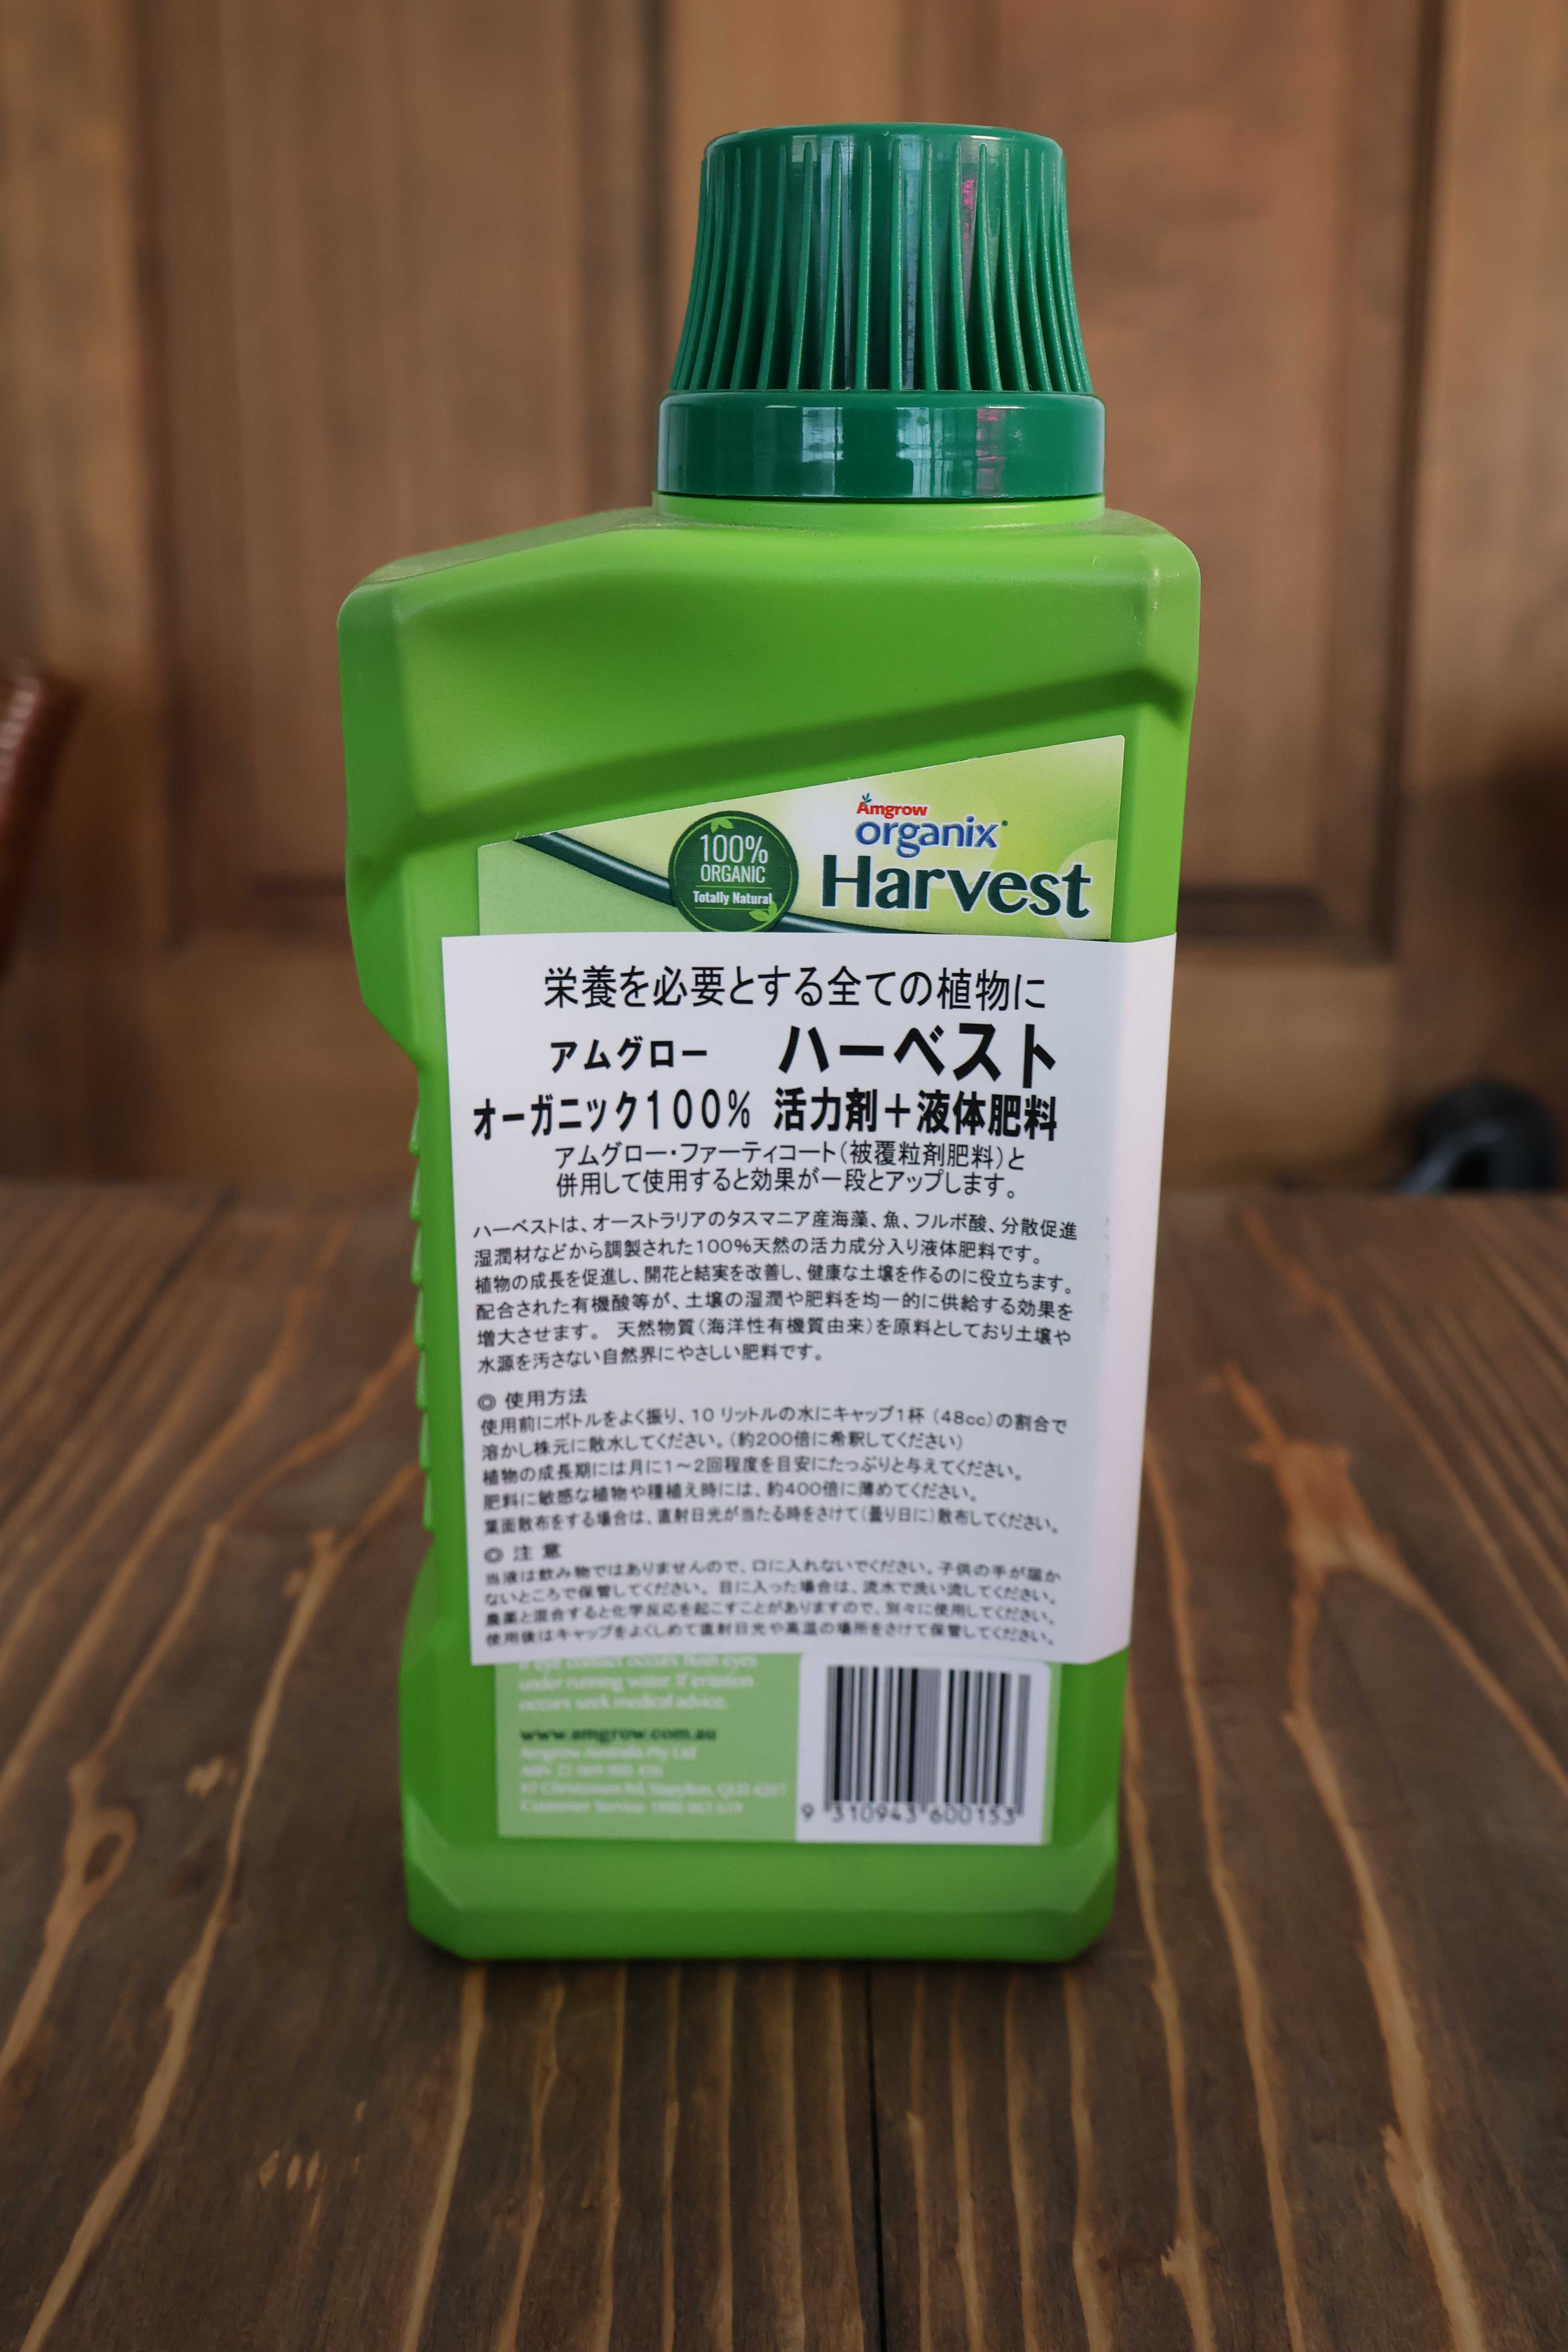 100%
ORGANIC
Totally Natural
Amgrow
organix
Harvest
栄養を必要とする全ての植物に
アムグロー ハーベスト
オーガニック100% 活力剤+液体肥料
アムグロー・ファーティコート(被覆粒剤肥料)と
併用して使用すると効果が一段とアップします。
ハーベストは、オーストラリアのタスマニア産海藻、魚、フルボ酸、分散促進
湿潤材などから調製された100%天然の活力成分入り液体肥料です。
植物の成長を促進し、開花と結実を改善し、健康な土壌を作るのに役立ちます。
配合された有機酸等が、土壌の湿潤や肥料を均一的に供給する効果を
増大させます。 天然物質(海洋性有機質由来)を原料としており土壌や
水源を汚さない自然界にやさしい肥料です。
◎ 使用方法
使用前にボトルをよく振り、10 リットルの水にキャップ1杯 (48cc)の割合で
溶かし株元に散水してください。(約200倍に希釈してください)
植物の成長期には月に1~2回程度を目安にたっぷりと与えてください。
肥料に敏感な植物や種植え時には、約400倍に薄めてください。
葉面散布をする場合は、直射日光が当たる時をさけて(曇り日に)散布してください。
◎ 注 意
当液は飲み物ではありませんので、口に入れないでください。子供の手が届か
ないところで保管してください。目に入った場合は、流水で洗い流してください。
農薬と混合すると化学反応を起こすことがありますので、別々に使用してください。
使用後はキャップをよくしめて直射日光や高温の場所をさけて保管してください。
If eye contact occurs flush eyes
under running water. If irritation
occurs seek medical advice.
www.amgrow.com.au
Amgrow Australia Pty Ltd
Customer Service
9 310943 600153